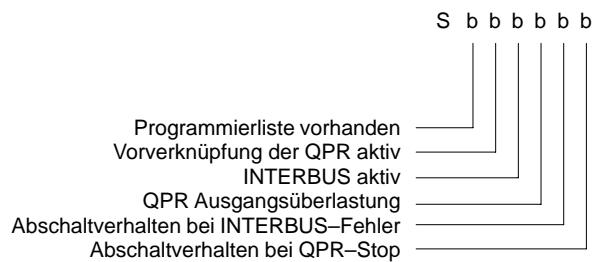 S b b b b b b
Programmierliste vorhanden
Vorverknüpfung der QPR aktiv
INTERBUS aktiv
QPR Ausgangsüberlastung
Abschaltverhalten bei INTERBUS–Fehler
Abschaltverhalten bei QPR–Stop